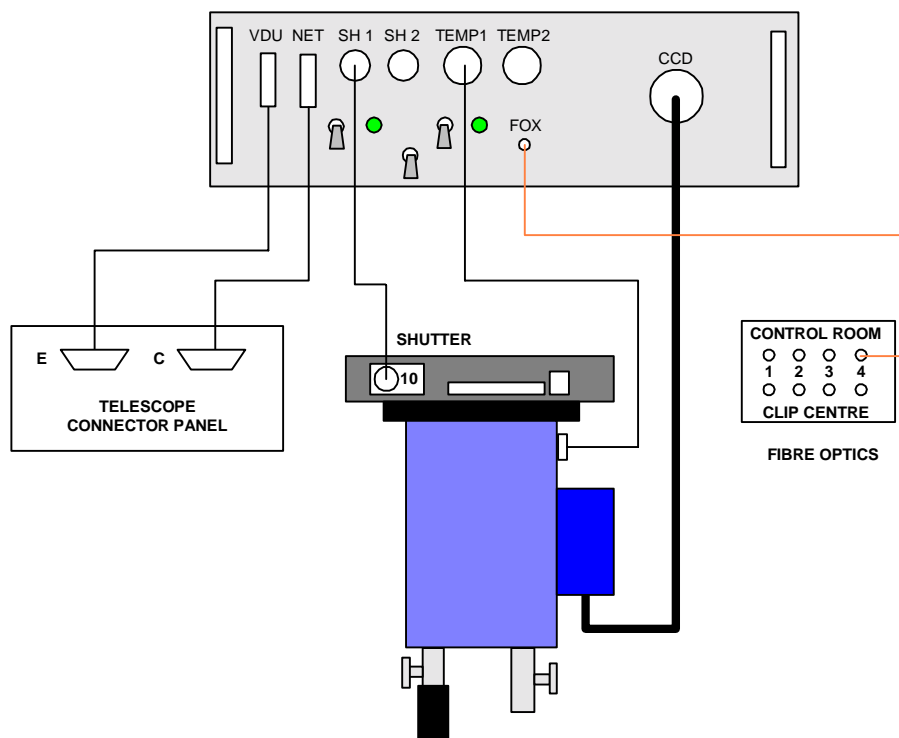 VDU NET SH 1 SH 2 TEMP1 TEMP2
CCD
FOX
E C
TELESCOPE
CONNECTOR PANEL
SHUTTER
10
CONTROL ROOM
1 2 3 4
CLIP CENTRE
FIBRE OPTICS